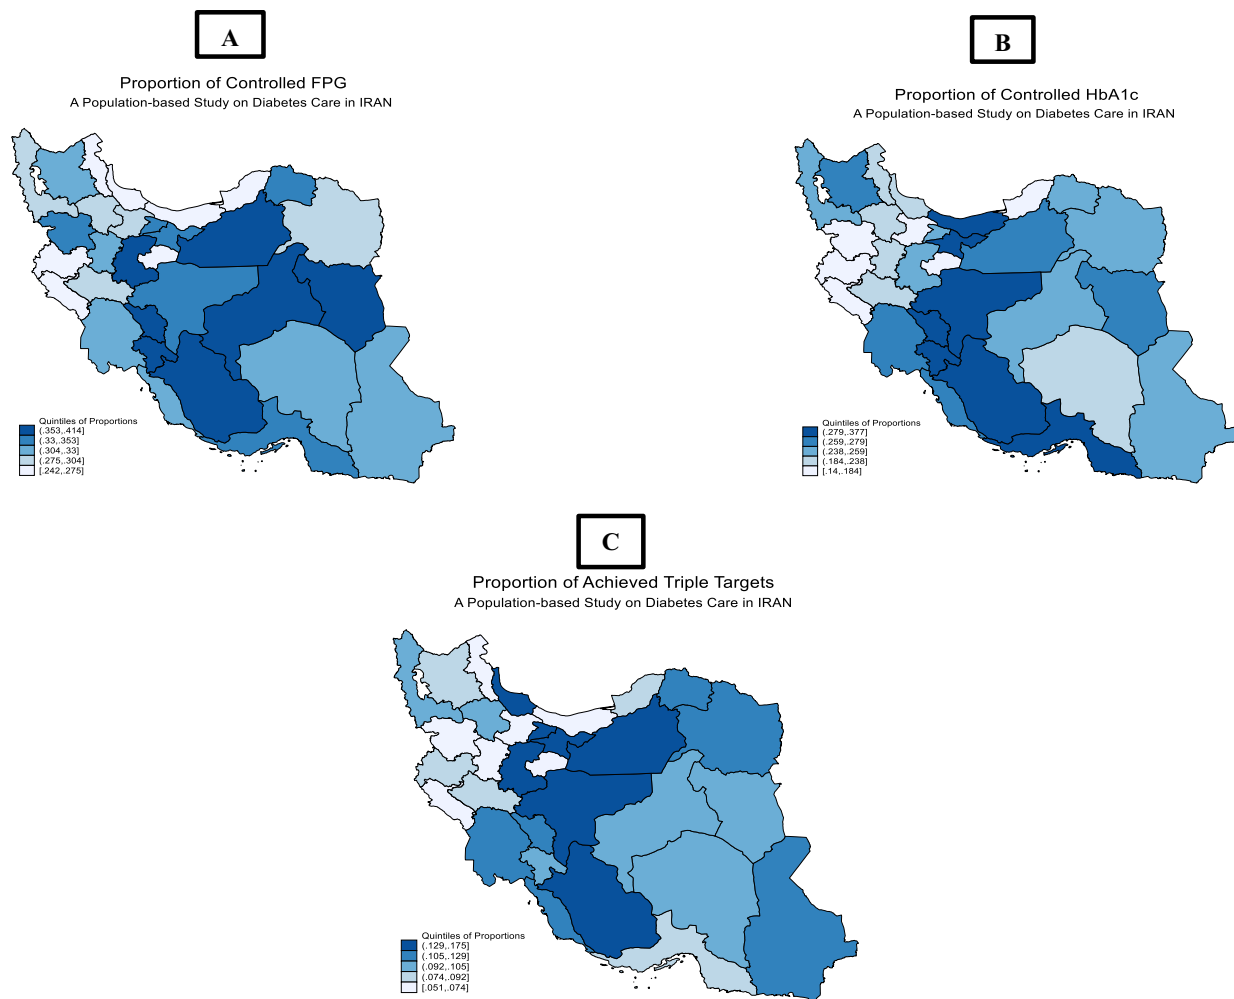 A
Proportion of Controlled FPG
A Population-based Study on Diabetes Care in IRAN
Quintiles of Proportions
(.353,.414]
(.33,.353]
(.304,.33]
(.275,.304]
[.242,.275]
B
Proportion of Controlled HbA1c
A Population-based Study on Diabetes Care in IRAN
Quintiles of Proportions
(.279,.377]
(.259,.279]
(.238,.259]
(.184,.238]
[.14,.184]
C
Proportion of Achieved Triple Targets
A Population-based Study on Diabetes Care in IRAN
Quintiles of Proportions
(.129,.175]
(.105,.129]
(.092,.105]
(.074,.092]
[.051,.074]